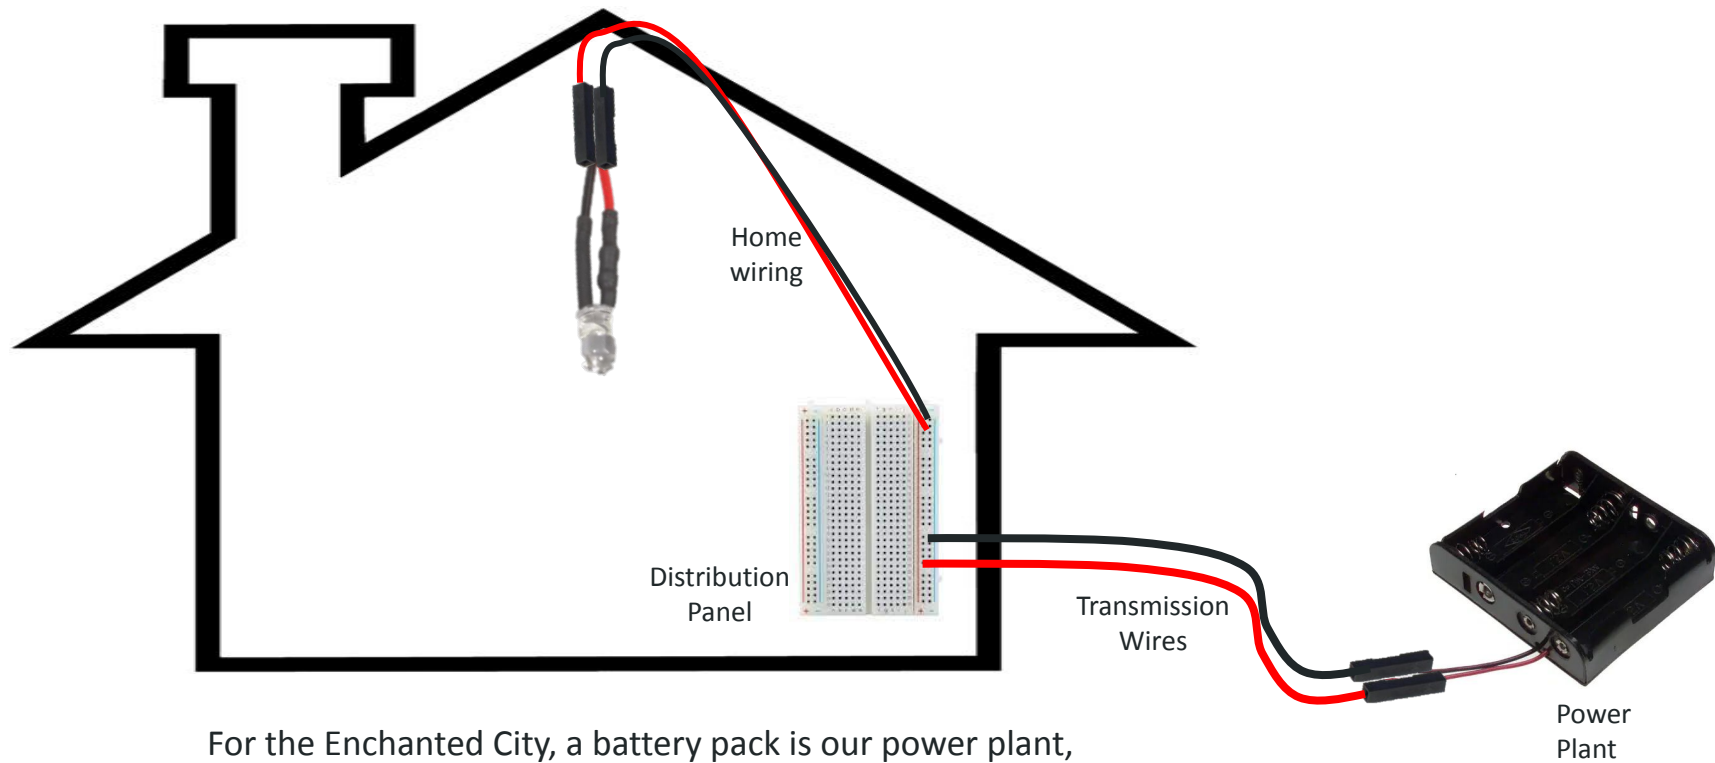 Home
wiring
Distribution
Panel
Transmission
Wires
Power
Plant
For the Enchanted City, a battery pack is our power plant,